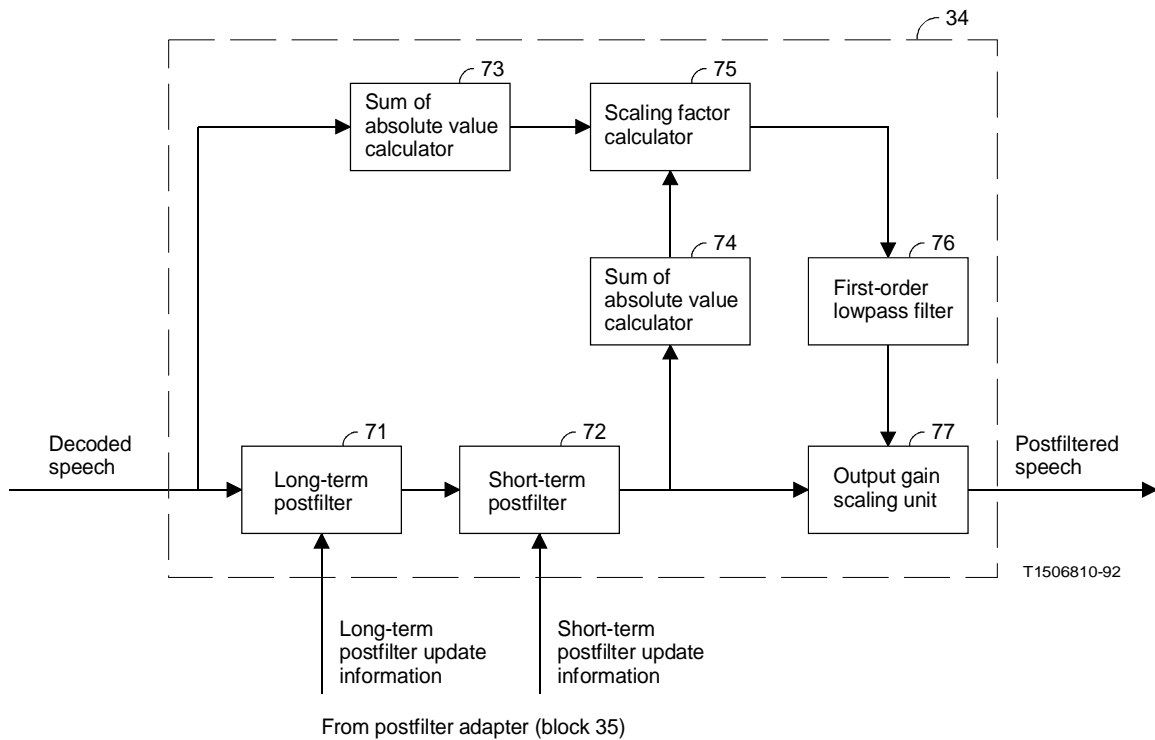 34
73
Sum of
absolute value
calculator
75
Scaling factor
calculator
74
Sum of
absolute value
calculator
76
First-order
lowpass filter
Decoded
speech
71
Long-term
postfilter
72
Short-term
postfilter
77
Output gain
scaling unit
Postfiltered
speech
T1506810-92
Long-term
postfilter update
information
Short-term
postfilter update
information
From postfilter adapter (block 35)